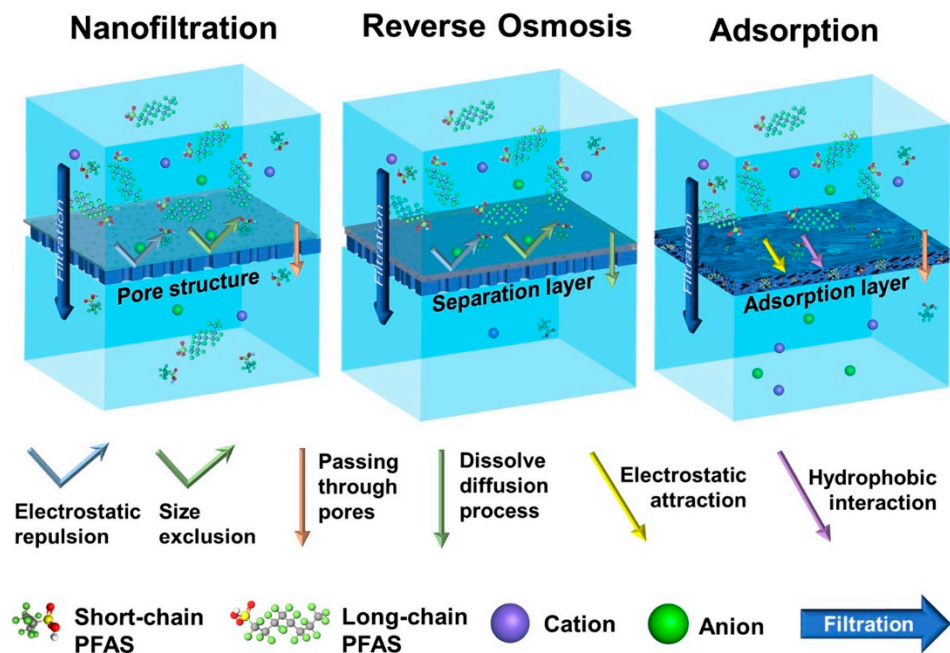 Nanofiltration
Reverse Osmosis
Adsorption
Filtration
Pore structure
Filtration
Separation layer
Filtration
Adsorption layer
Electrostatic
repulsion
Size
exclusion
Passing
through
pores
Dissolve
diffusion
process
Electrostatic
attraction
Hydrophobic
interaction
Short-chain
PFAS
Long-chain
PFAS
Cation
Anion
Filtration